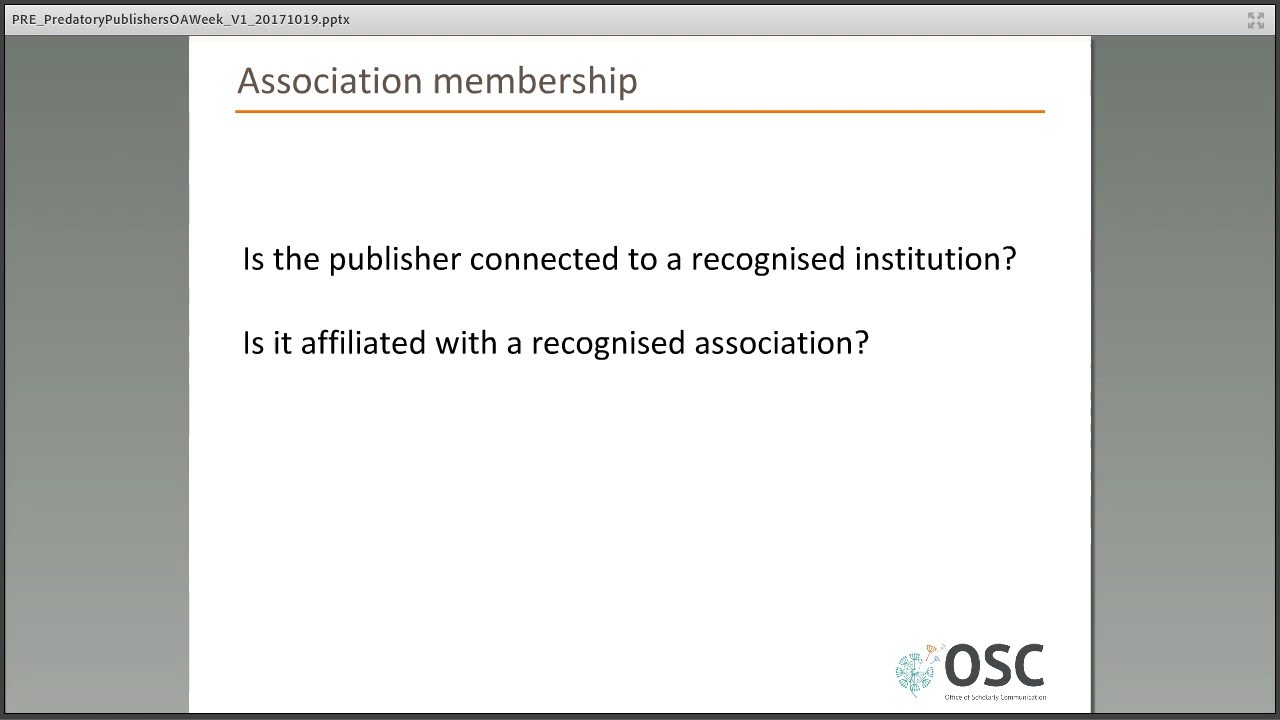 PRE_PredatoryPublishersOAWeek_V1_20171019.pptx
Association membership
Is the publisher connected to a recognised institution?
Is it affiliated with a recognised association?
OSC
Office of Scholarly Communication